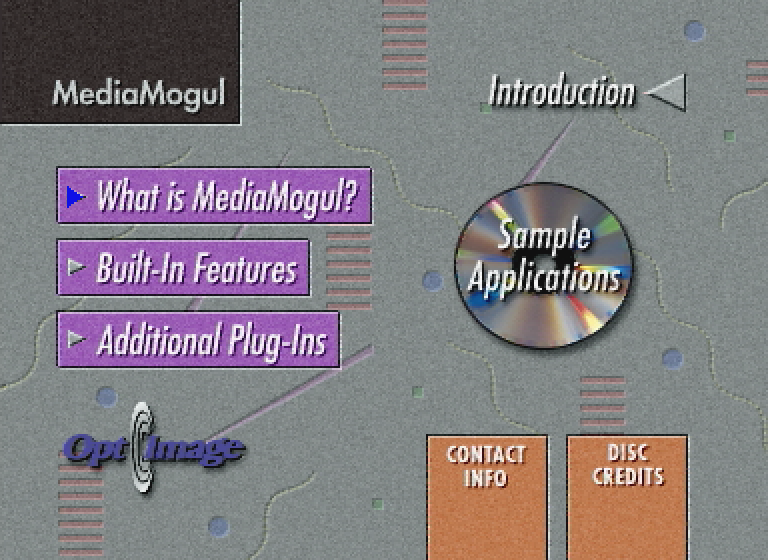 MediaMogul
Introduction
What is MediaMogul?
Built-In Features
Additional Plug-Ins
Sample
Applications
OptImage
CONTACT
INFO
DISC
CREDITS